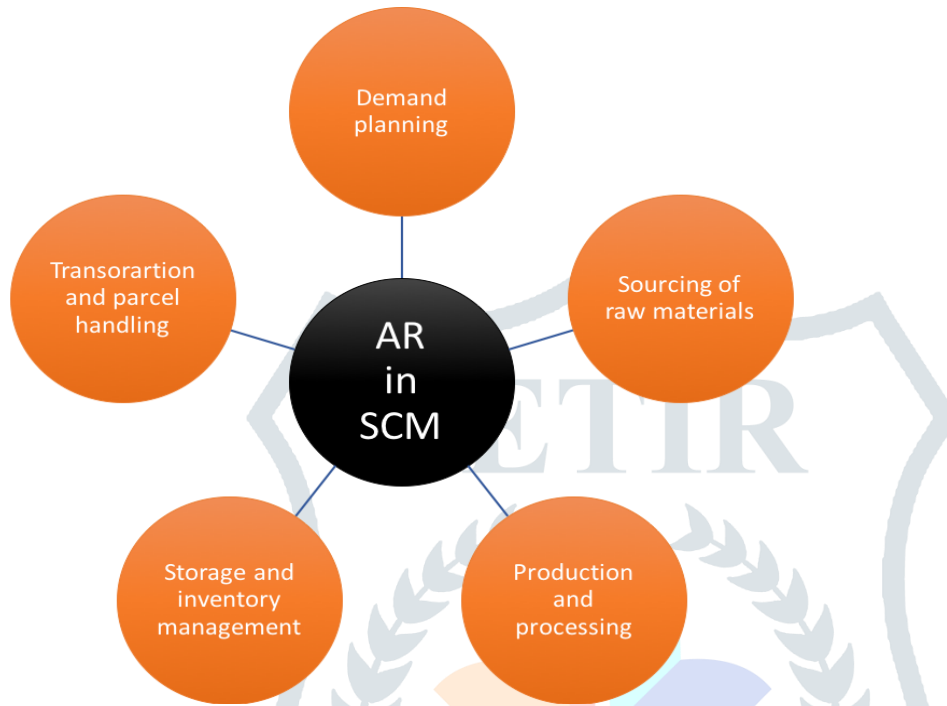 Demand
planning
Transorartion
and parcel
handling
Sourcing of
raw materials
AR
in
SCM
Storage and
inventory
management
Production
and
processing
ETIR